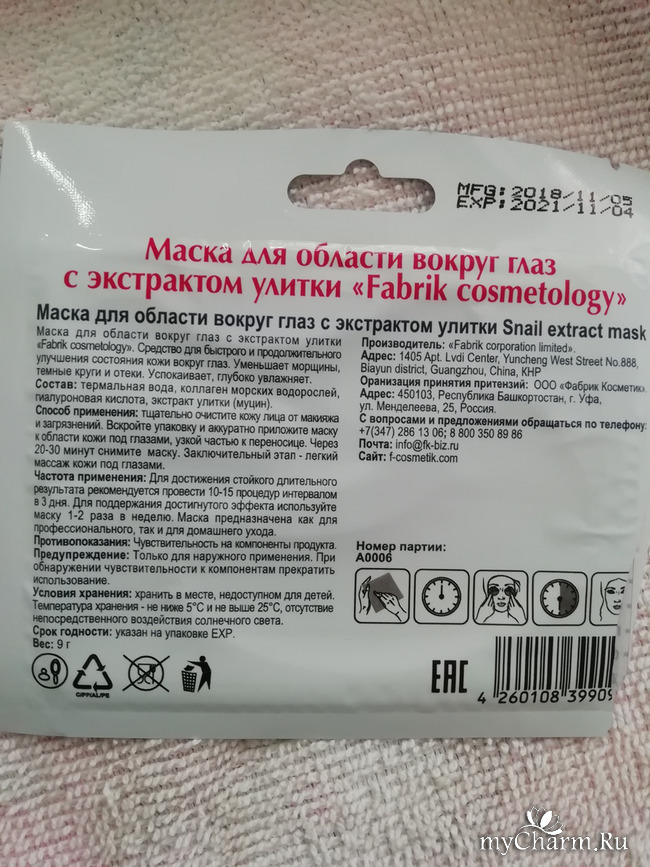 MFG: 2018/11/05
EXP: 2021/11/04
Маска для области вокруг глаз
с экстрактом улитки «Fabrik cosmetology»
Маска для области вокруг глаз с экстрактом улитки Snail extract mask
Маска для области вокруг глаз с экстрактом улитки
«Fabrik cosmetology». Средство для быстрого и продолжительного
улучшения состояния кожи вокруг глаз. Уменьшает морщины,
темные круги и отеки. Успокаивает, глубоко увлажняет.
Состав: термальная вода, коллаген морских водорослей,
гиалуроновая кислота, экстракт улитки (муцин).
Способ применения: тщательно очистите кожу лица от макияжа
и загрязнений. Вскройте упаковку и аккуратно приложите маску
к области кожи под глазами, узкой частью к переносице. Через
20-30 минут снимите маску. Заключительный этап - легкий
массаж кожи под глазами.
Частота применения: Для достижения стойкого длительного
результата рекомендуется провести 10-15 процедур интервалом
в 3 дня. Для поддержания достигнутого эффекта используйте
маску 1-2 раза в неделю. Маска предназначена как для
профессионального, так и для домашнего ухода.
Противопоказания: Чувствительность на компоненты продукта.
Предупреждение: Только для наружного применения. При
обнаружении чувствительности к компонентам прекратить
использование.
Условия хранения: хранить в месте, недоступном для детей.
Температура хранения - не ниже 5°С и не выше 25°С, отсутствие
непосредственного воздействия солнечного света.
Срок годности: указан на упаковке EXP.
Вес: 9 г
Производитель: «Fabrik corporation limited».
Адрес: 1405 Apt. Lvdi Center, Yuncheng West Street No.888,
Biayun district, Guangzhou, China, КНР
Оранизация принятия притензий: ООО «Фабрик Косметик».
Адрес: 450103, Республика Башкортостан, г. Уфа,
ул. Менделеева, 25, Россия.
С вопросами и предложениями обращаться по телефону:
+7(347) 286 13 06; 8 800 350 89 86
Почта: info@fk-biz.ru
Сайт: f-cosmetik.com
Номер партии:
A0006
C/PP/AL/PE
EAC
4 260108 39909
myCharm.Ru